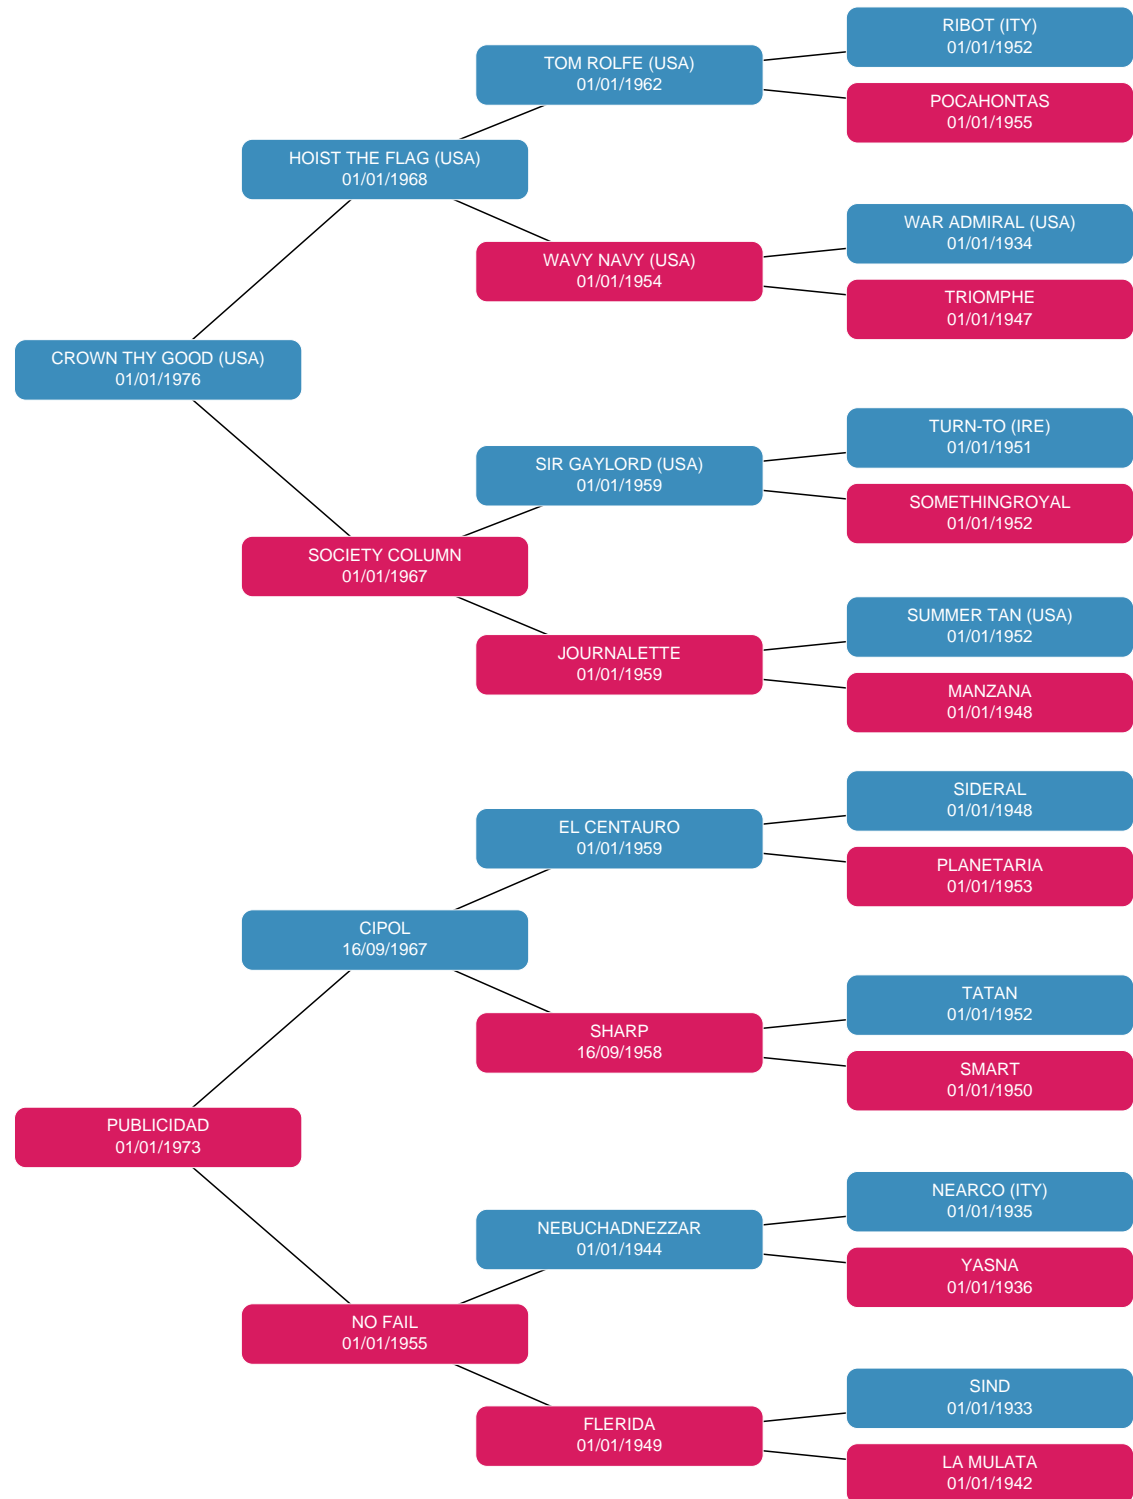 RIBOT (ITY)
01/01/1952
TOM ROLFE (USA)
01/01/1962
POCAHONTAS
01/01/1955
HOIST THE FLAG (USA)
01/01/1968
WAR ADMIRAL (USA)
01/01/1934
WAVY NAVY (USA)
01/01/1954
TRIOMPHE
01/01/1947
CROWN THY GOOD (USA)
01/01/1976
TURN-TO (IRE)
01/01/1951
SIR GAYLORD (USA)
01/01/1959
SOMETHINGROYAL
01/01/1952
SOCIETY COLUMN
01/01/1967
SUMMER TAN (USA)
01/01/1952
JOURNALETTE
01/01/1959
MANZANA
01/01/1948
SIDERAL
01/01/1948
EL CENTAURO
01/01/1959
PLANETARIA
01/01/1953
CIPOL
16/09/1967
TATAN
01/01/1952
SHARP
16/09/1958
SMART
01/01/1950
PUBLICIDAD
01/01/1973
NEARCO (ITY)
01/01/1935
NEBUCHADNEZZAR
01/01/1944
YASNA
01/01/1936
NO FAIL
01/01/1955
SIND
01/01/1933
FLERIDA
01/01/1949
LA MULATA
01/01/1942